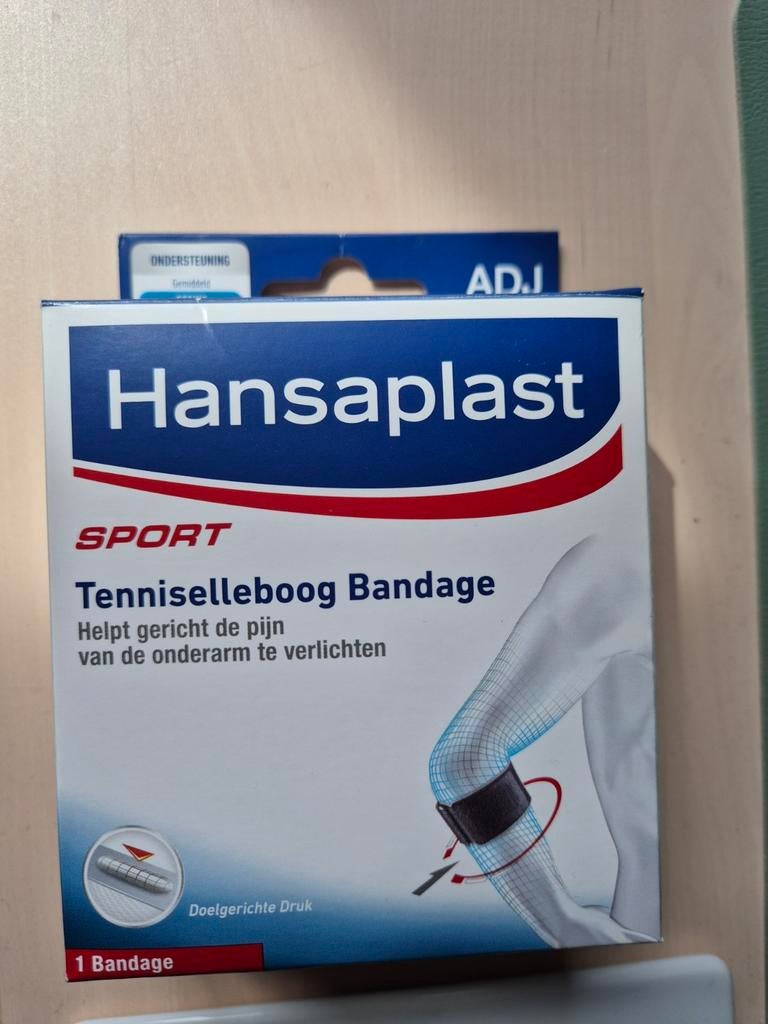 ONDERSTEUNING
Gemiddeld
ADJ
Hansaplast
SPORT
Tenniselleboog Bandage
Helpt gericht de pijn
van de onderarm te verlichten
Doelgerichte Druk
1 Bandage